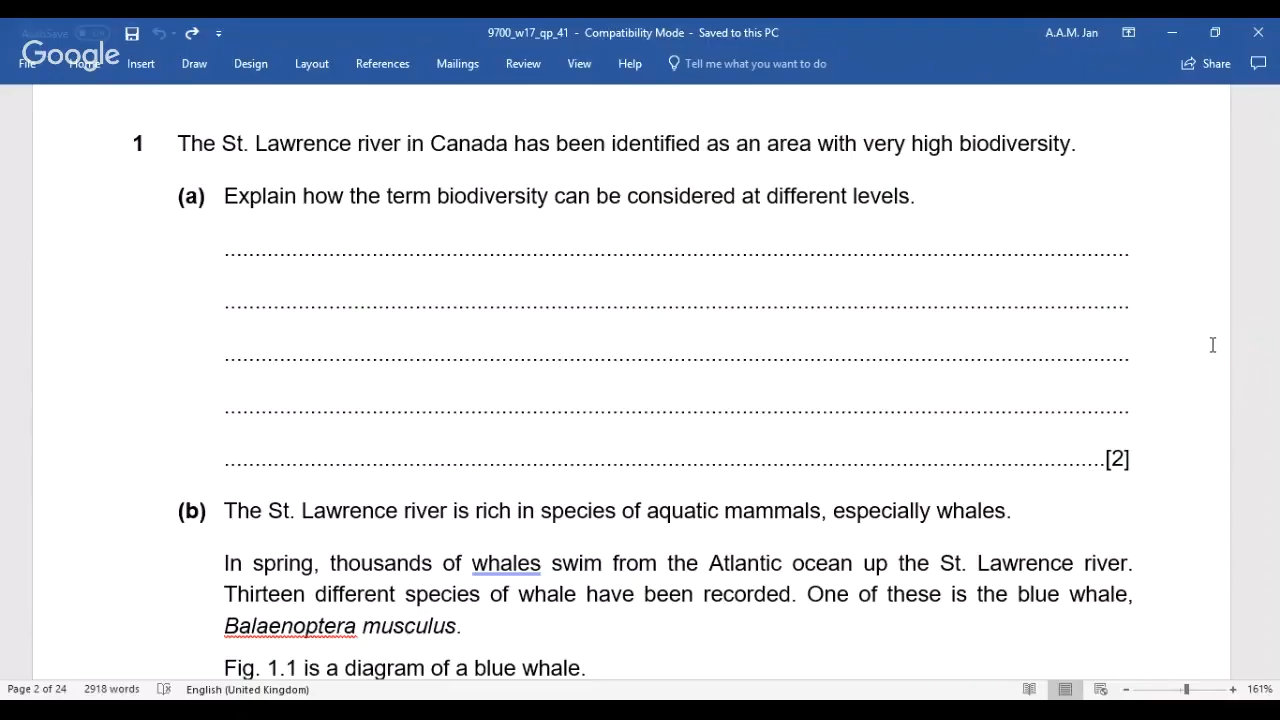 AutoSave On
9700_w17_qp_41 - Compatibility Mode - Saved to this PC
A.A.M. Jan
Google
File Home Insert Draw Design Layout References Mailings Review View Help Tell me what you want to do Share
1 The St. Lawrence river in Canada has been identified as an area with very high biodiversity.
(a) Explain how the term biodiversity can be considered at different levels.
[2]
(b) The St. Lawrence river is rich in species of aquatic mammals, especially whales.
In spring, thousands of whales swim from the Atlantic ocean up the St. Lawrence river.
Thirteen different species of whale have been recorded. One of these is the blue whale,
Balaenoptera musculus.
Fig. 1.1 is a diagram of a blue whale.
Page 2 of 24 2918 words English (United Kingdom) 161%